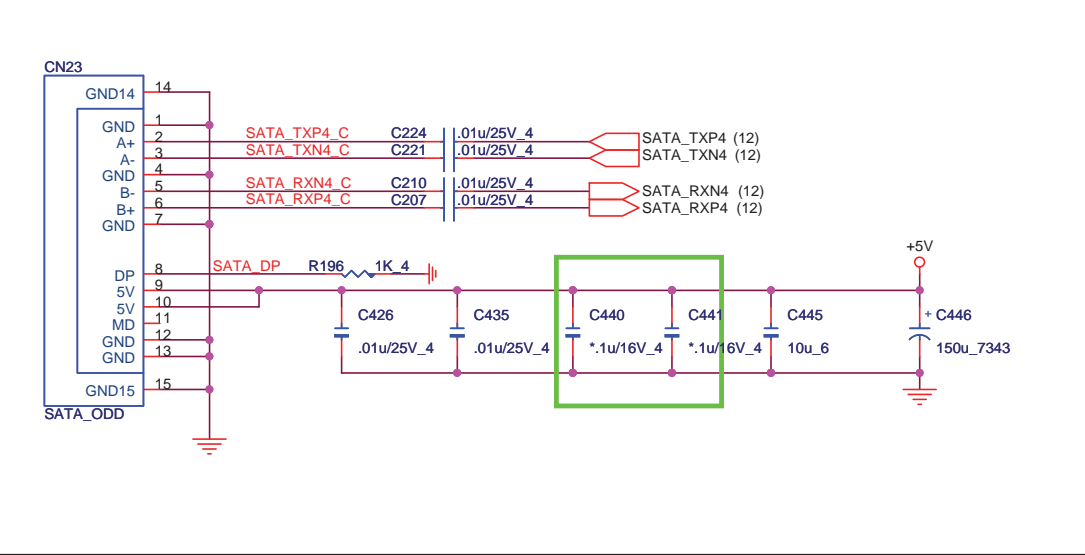 CN23
GND14 14
GND 1
A+ 2 SATA_TXP4_C C224 .01u/25V_4 SATA_TXP4 (12)
A- 3 SATA_TXN4_C C221 .01u/25V_4 SATA_TXN4 (12)
GND 4
B- 5 SATA_RXN4_C C210 .01u/25V_4 SATA_RXN4 (12)
B+ 6 SATA_RXP4_C C207 .01u/25V_4 SATA_RXP4 (12)
GND 7
+5V
DP 8 SATA_DP R196 1K_4
5V 9
5V 10
C426 C435 C440 C441 C445 + C446
MD 11
GND 12
.01u/25V_4 .01u/25V_4 *.1u/16V_4 *.1u/16V_4 10u_6 150u_7343
GND 13
GND15 15
SATA_ODD